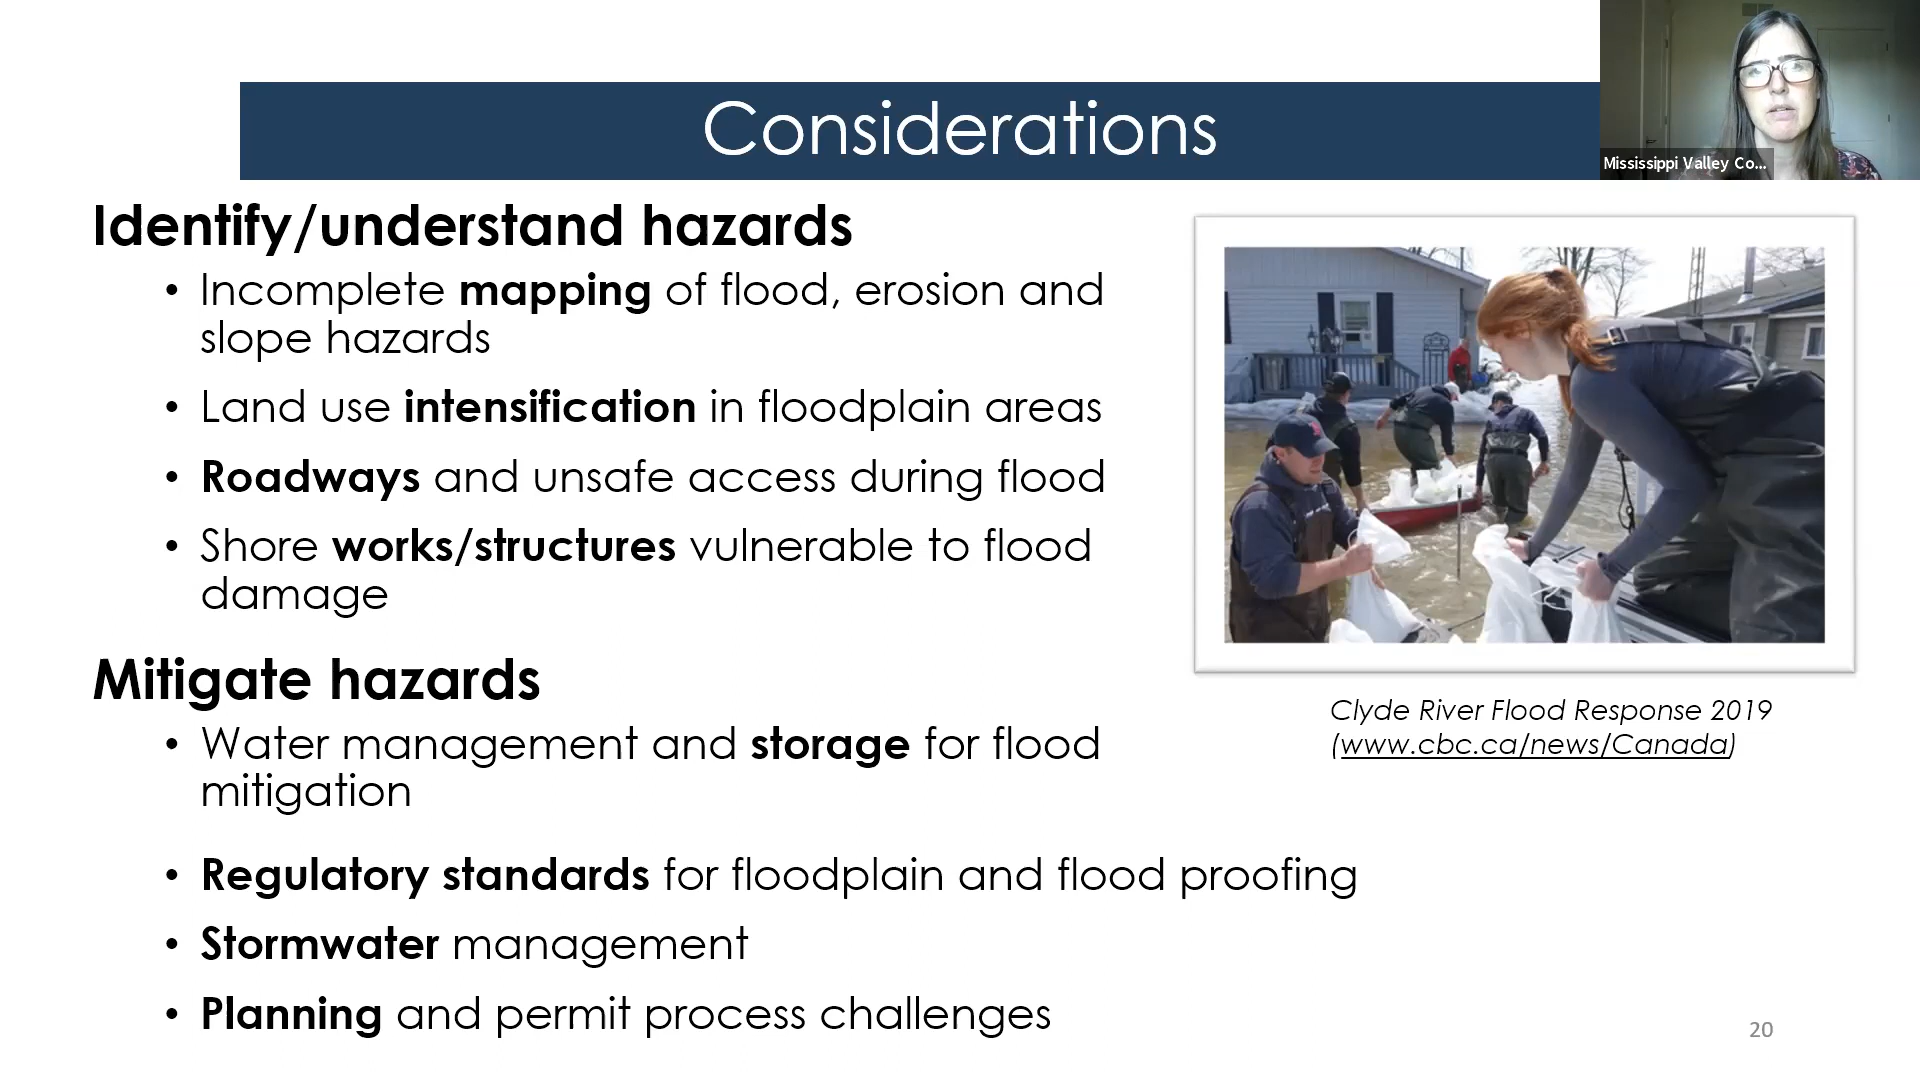 Considerations
Mississippi Valley Co...
Identify/understand hazards
• Incomplete mapping of flood, erosion and
slope hazards
• Land use intensification in floodplain areas
• Roadways and unsafe access during flood
• Shore works/structures vulnerable to flood
damage
Mitigate hazards
• Water management and storage for flood
mitigation
• Regulatory standards for floodplain and flood proofing
• Stormwater management
• Planning and permit process challenges
Clyde River Flood Response 2019
(www.cbc.ca/news/Canada)
20